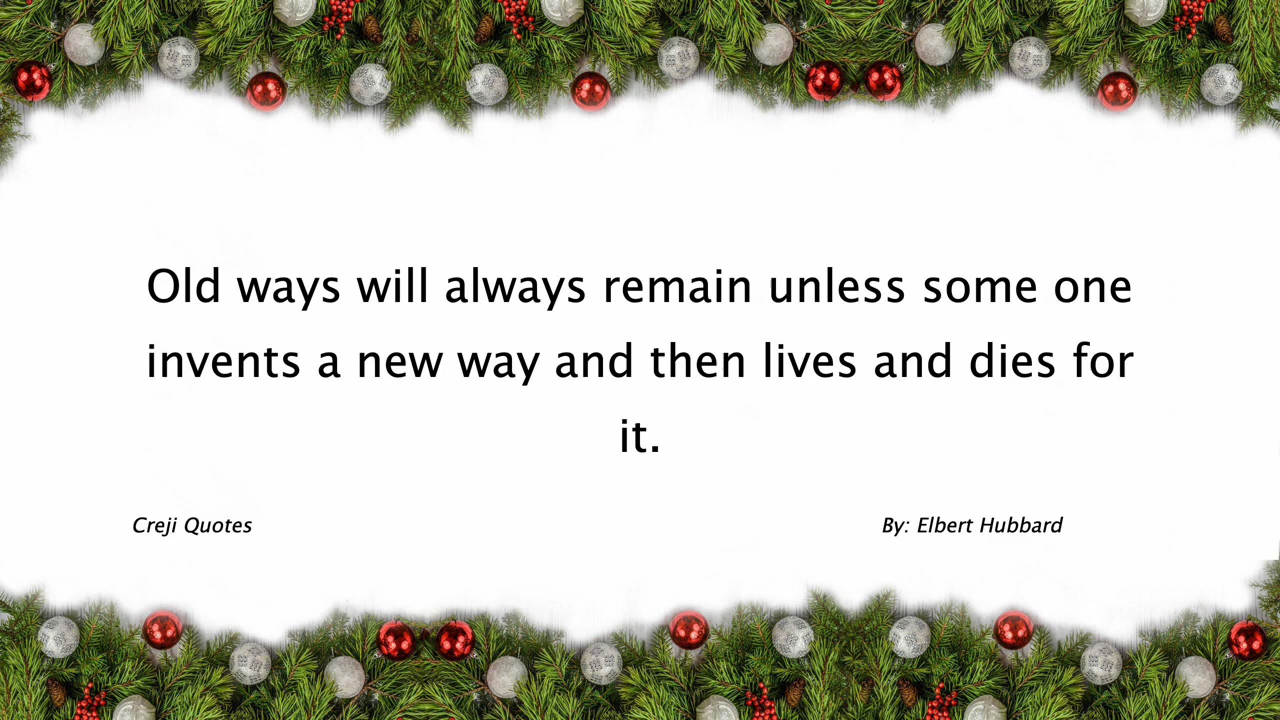 Old ways will always remain unless some one
invents a new way and then lives and dies for
it.
Creji Quotes
By: Elbert Hubbard